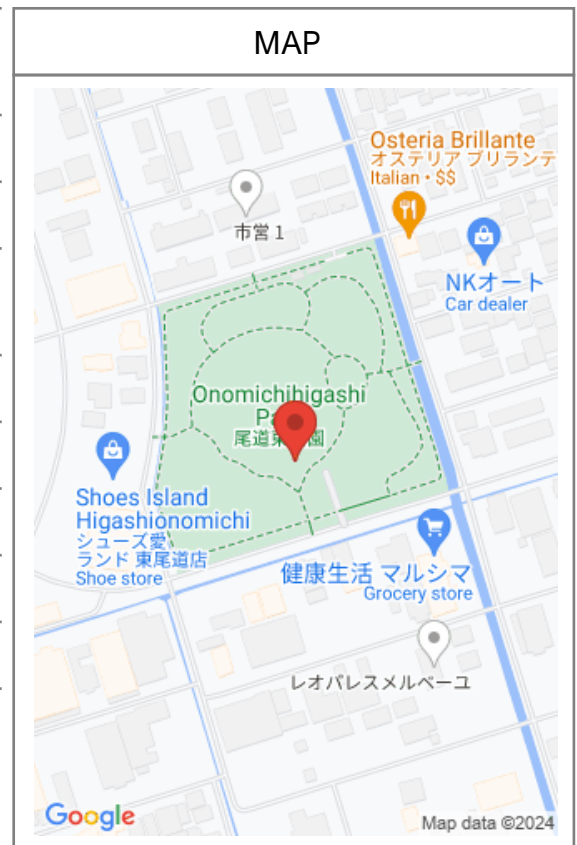 MAP
Osteria Brillante
オステリア ブリランテ
Italian • $$
市営 1
NKオート
Car dealer
Onomichihigashi
尾道東
園
Shoes Island
Higashionomichi
シューズ愛
ランド 東尾道店
Shoe store
健康生活 マルシマ
Grocery store
レオパレスメルベーユ
Google
Map data ©2024